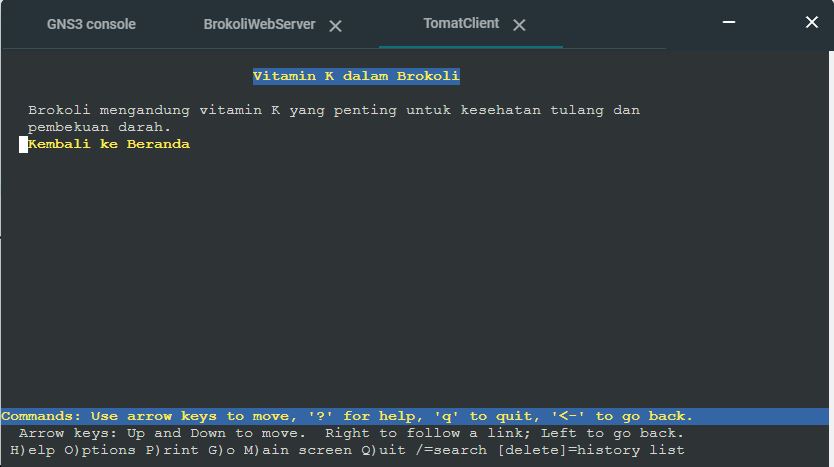 GNS3 console BrokoliWebServer TomatClient
Vitamin K dalam Brokoli
Brokoli mengandung vitamin K yang penting untuk kesehatan tulang dan
pembekuan darah.
Kembali ke Beranda
Commands: Use arrow keys to move, '?' for help, 'q' to quit, '<-' to go back.
Arrow keys: Up and Down to move.  Right to follow a link; Left to go back.
H)elp O)ptions P)rint G)o M)ain screen Q)uit /=search [delete]=history list